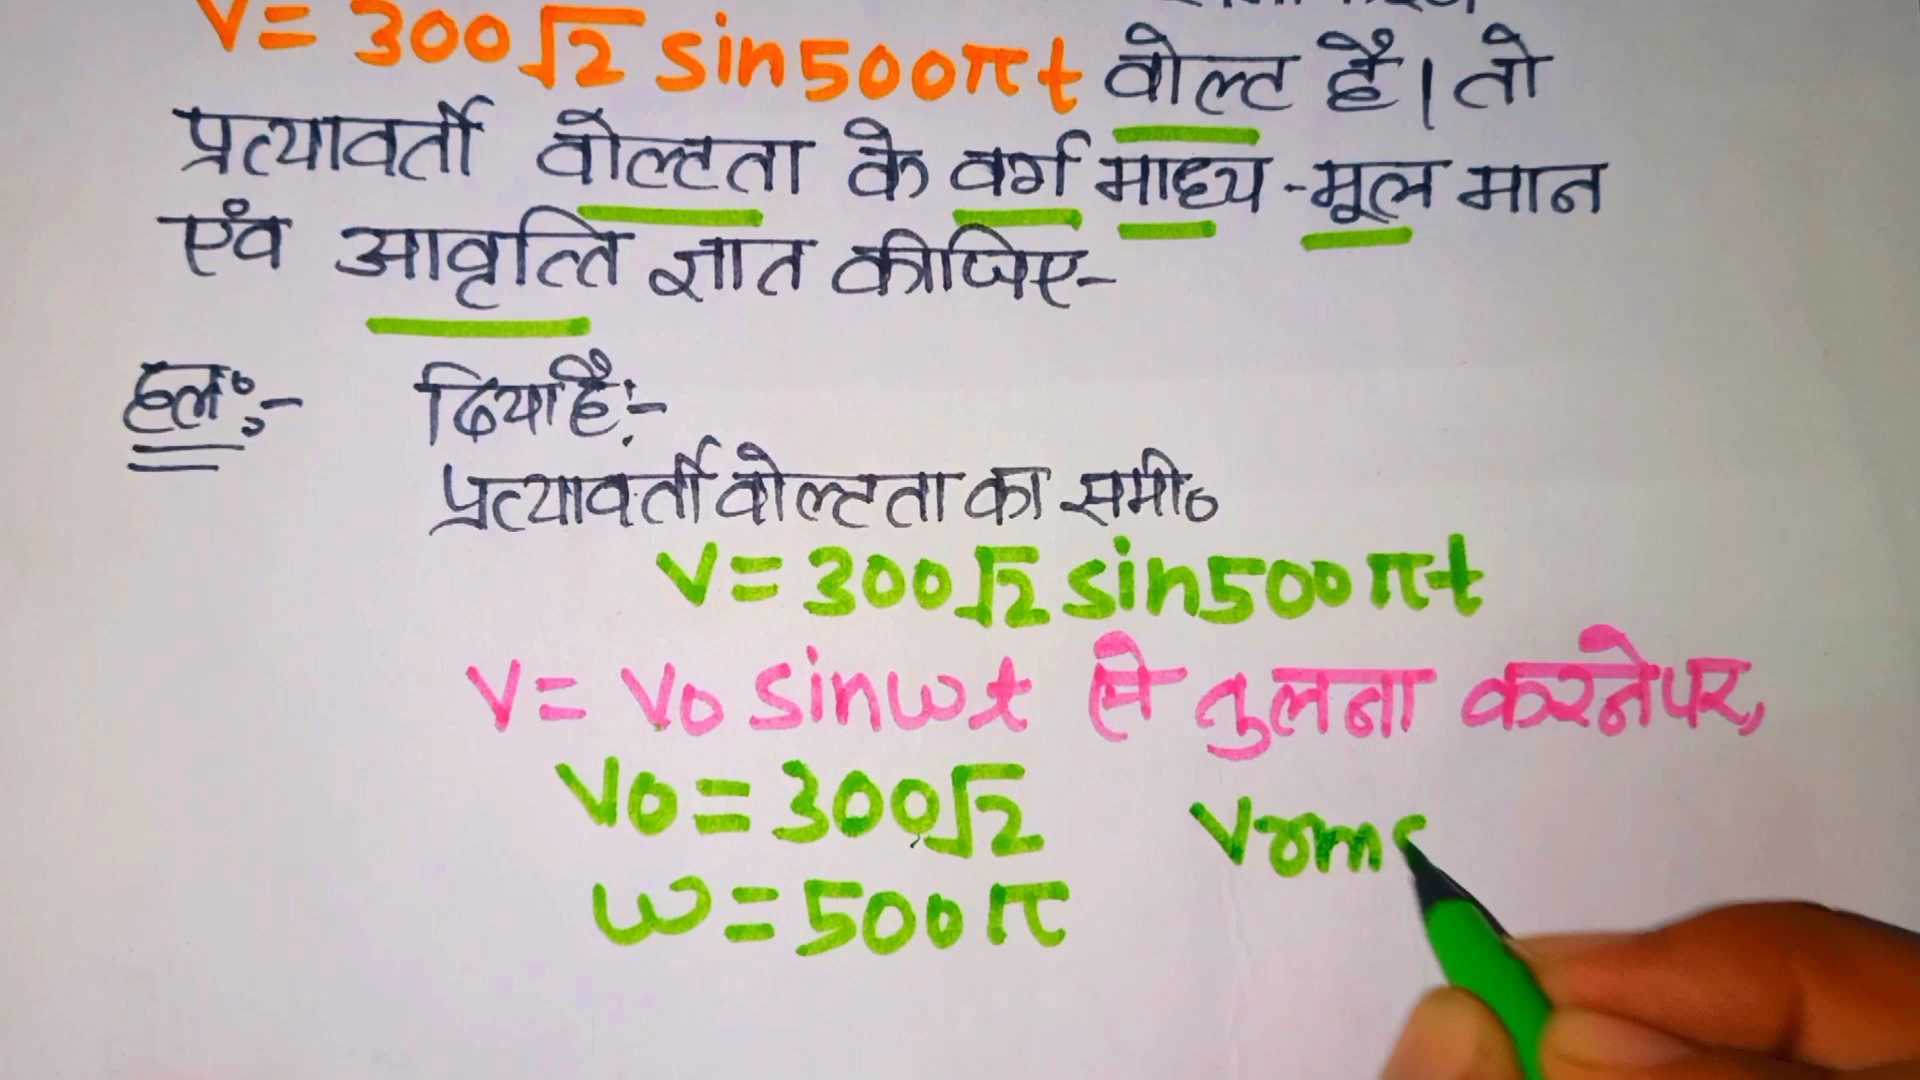 V = 300√2 sin500πt वोल्ट है। तो
प्रत्यावर्ती वोल्टता के वर्ग माध्य-मूल मान
एंव आवृत्ति ज्ञात कीजिए-
हलः- दिया है:-
प्रत्यावर्ती वोल्टता का समी०
V = 300√2 sin500πt
V = V0 sinωt से तुलना करने पर,
V0 = 300√2 Vrms
ω = 500π